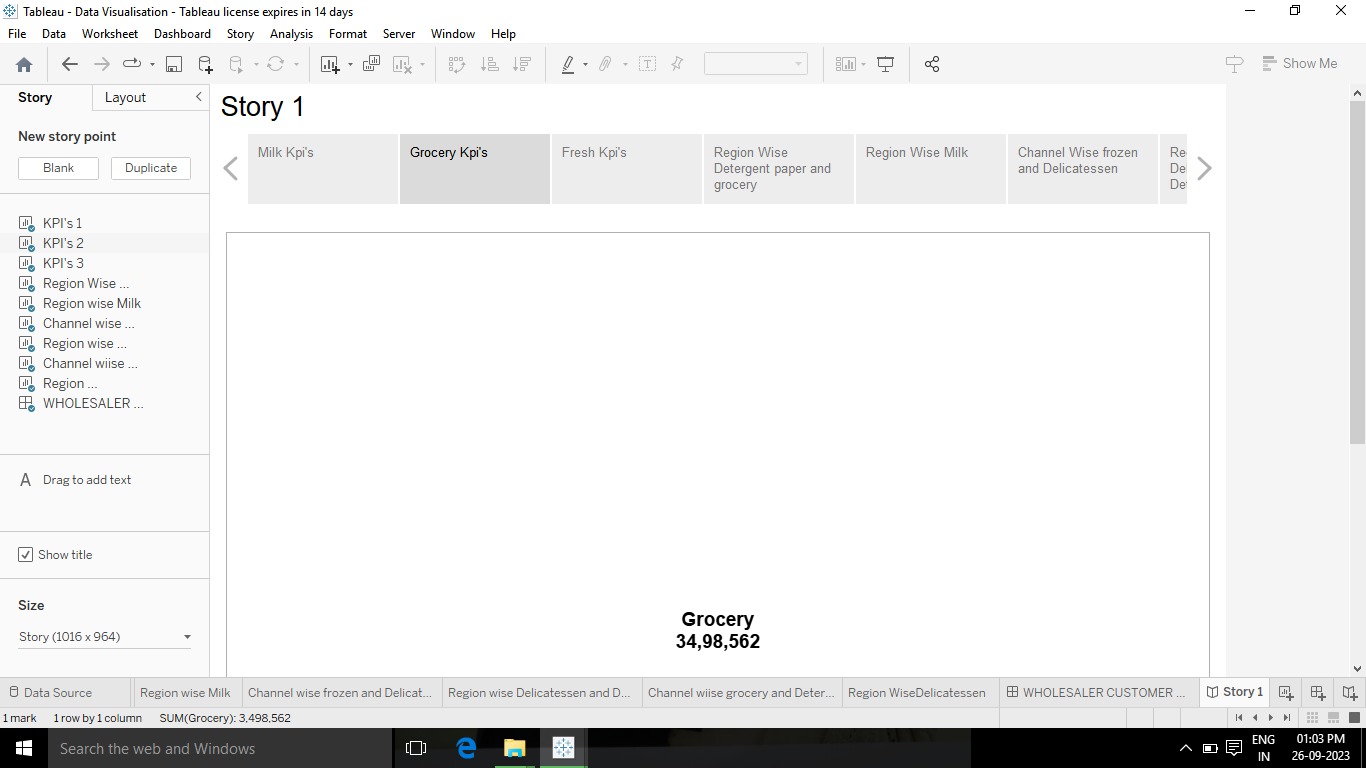 Tableau - Data Visualisation - Tableau license expires in 14 days
File Data Worksheet Dashboard Story Analysis Format Server Window Help
Show Me
Story Layout
New story point
Blank Duplicate
KPI's 1
KPI's 2
KPI's 3
Region Wise ...
Region wise Milk
Channel wise ...
Region wise ...
Channel wiise ...
Region ...
WHOLESALER ...
A Drag to add text
Show title
Size
Story (1016 x 964)
Story 1
Milk Kpi's
Grocery Kpi's
Fresh Kpi's
Region Wise
Detergent paper and
grocery
Region Wise Milk
Channel Wise frozen
and Delicatessen
Grocery
34,98,562
Data Source Region wise Milk Channel wise frozen and Delicat... Region wise Delicatessen and D... Channel wiise grocery and Deter... Region WiseDelicatessen WHOLESALER CUSTOMER ... Story 1
1 mark 1 row by 1 column SUM(Grocery): 3,498,562
Search the web and Windows
ENG
IN
01:03 PM
26-09-2023